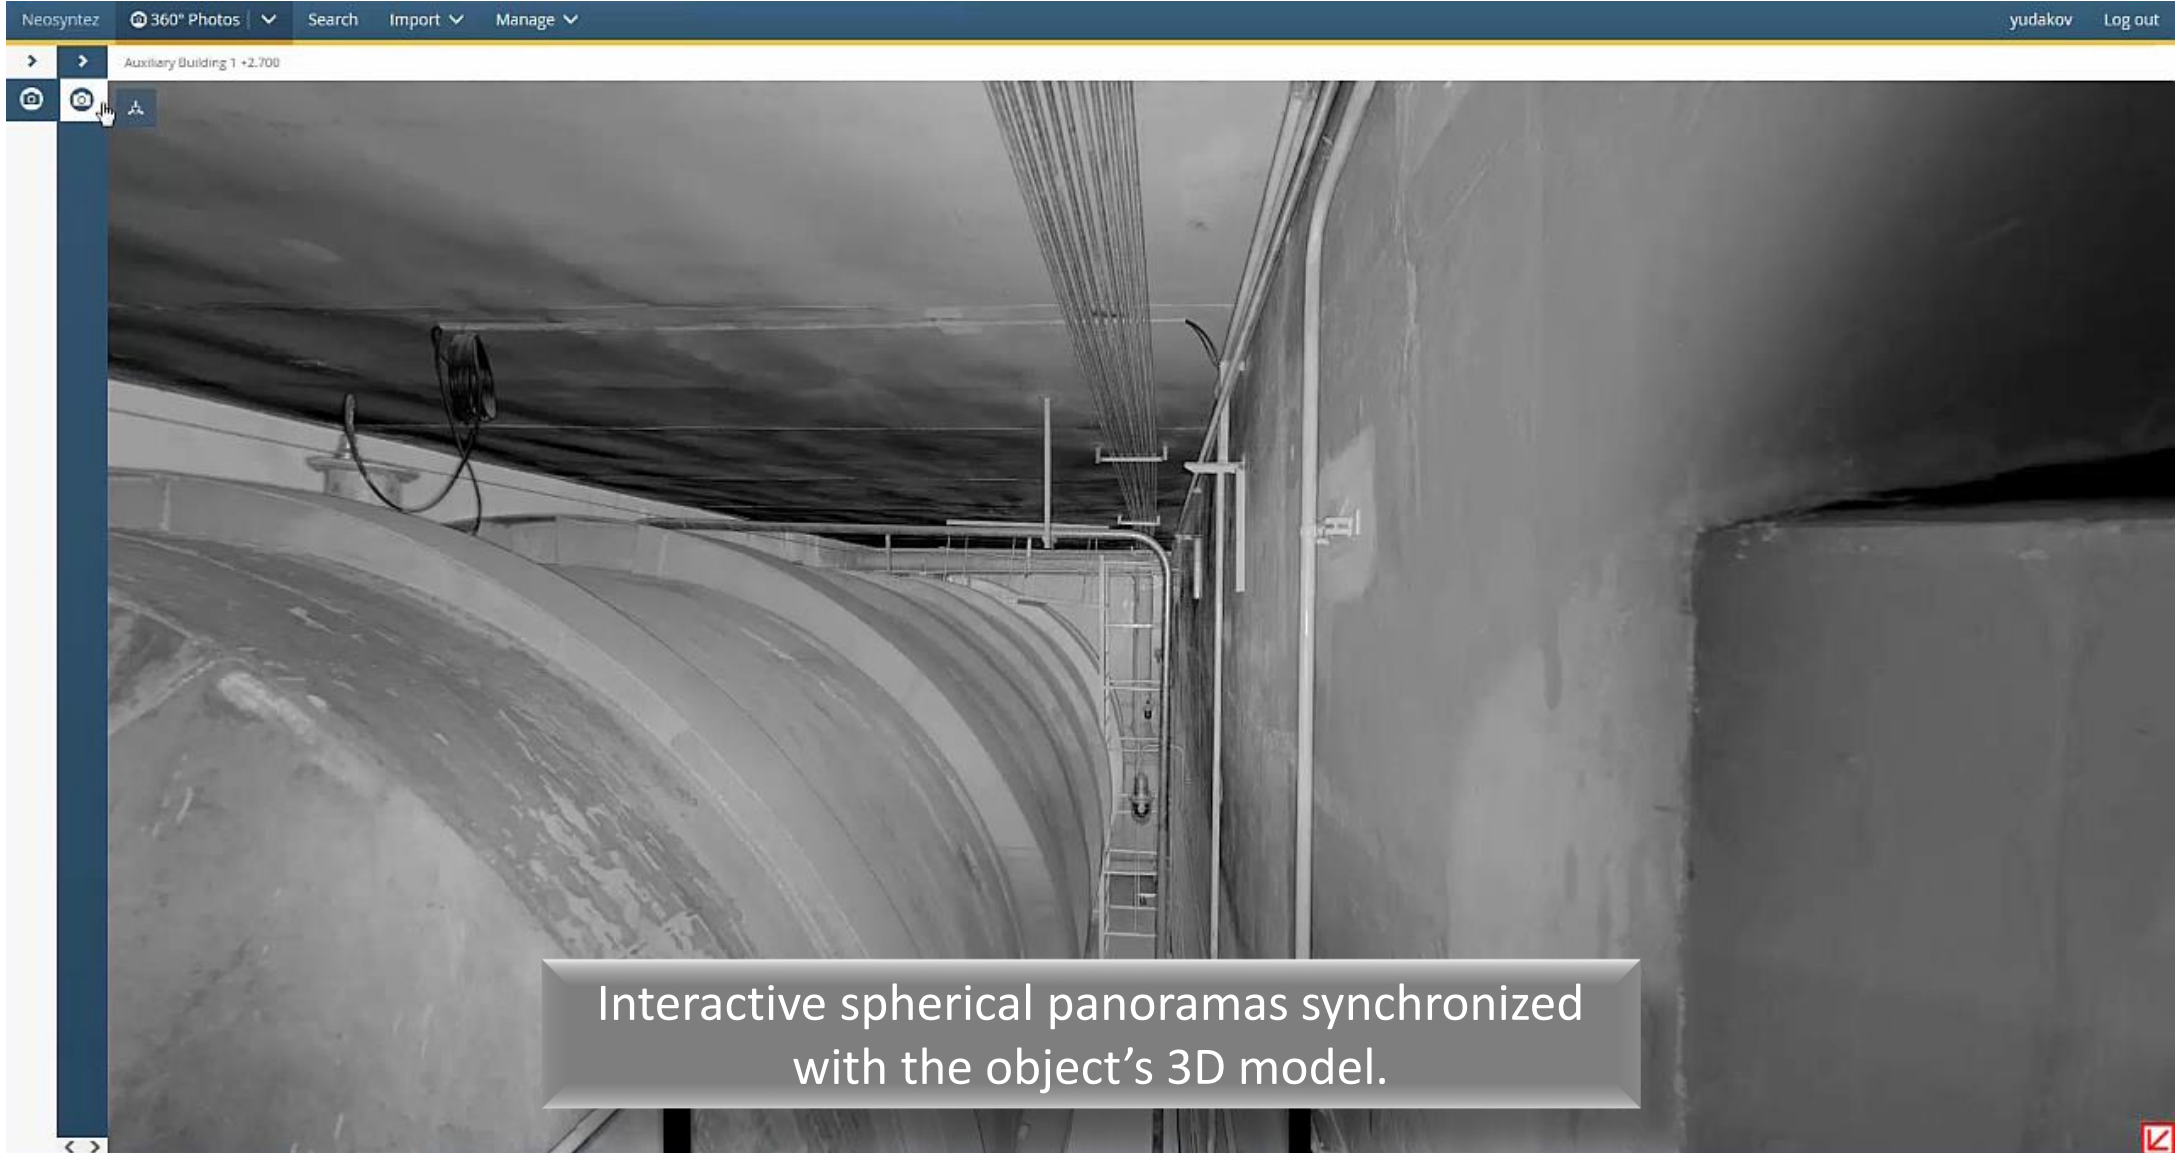 Neosyntez 360° Photos Search Import Manage yudakov Log out
Auxiliary Building 1 +2.700
Interactive spherical panoramas synchronized
with the object’s 3D model.